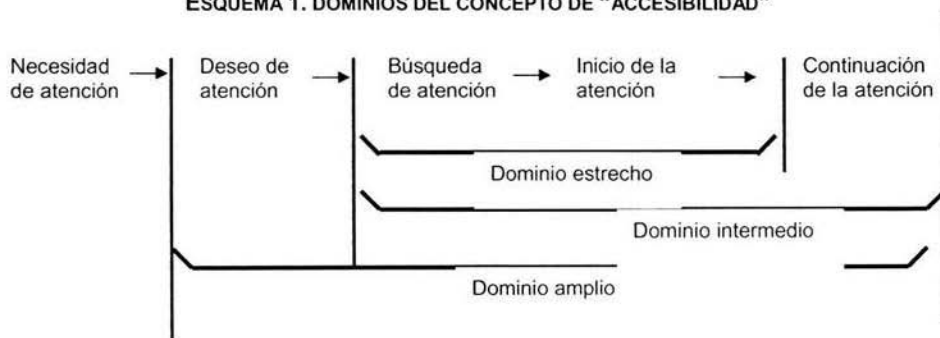 ESQUEMA 1. DOMINIOS DEL CONCEPTO DE "ACCESIBILIDAD"
Necesidad
de atención
Deseo de
atención
Búsqueda
de atención
Inicio de la
atención
Continuación
de la atención
Dominio estrecho
Dominio intermedio
Dominio amplio